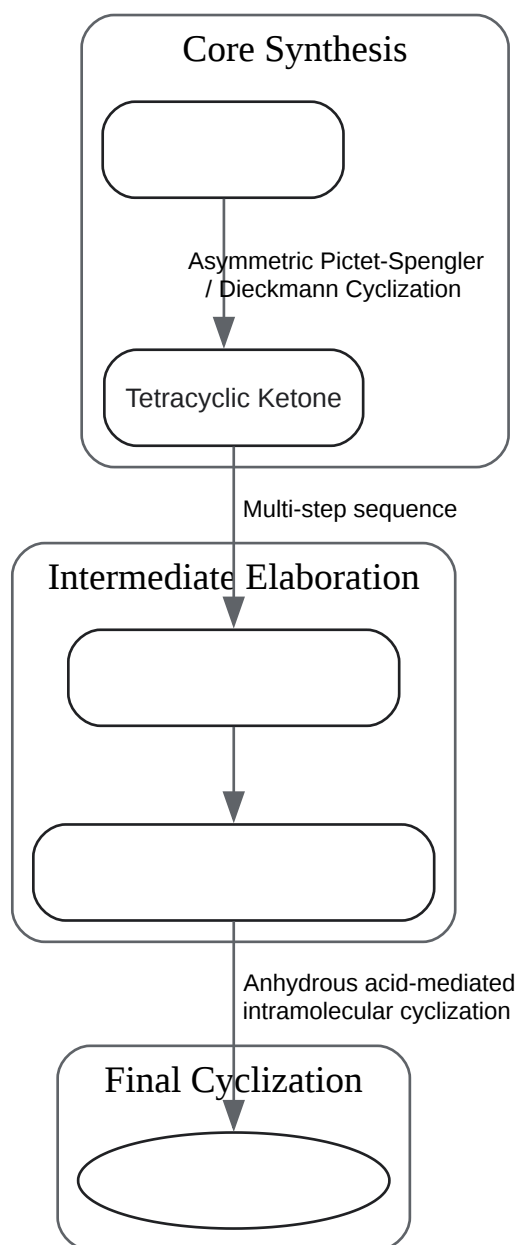 Core Synthesis
Asymmetric Pictet-Spengler
/ Dieckmann Cyclization
Tetracyclic Ketone
Multi-step sequence
Intermediate Elaboration
Anhydrous acid-mediated
intramolecular cyclization
Final Cyclization